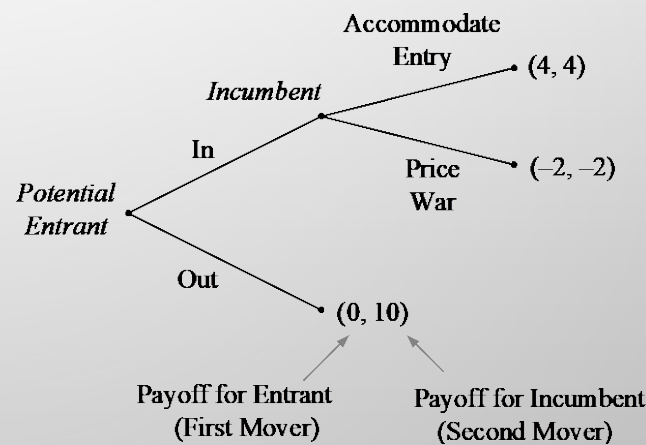 Accommodate
Entry
(4, 4)
Incumbent
In
Price
War
(–2, –2)
Potential
Entrant
Out
(0, 10)
Payoff for Entrant
(First Mover)
Payoff for Incumbent
(Second Mover)